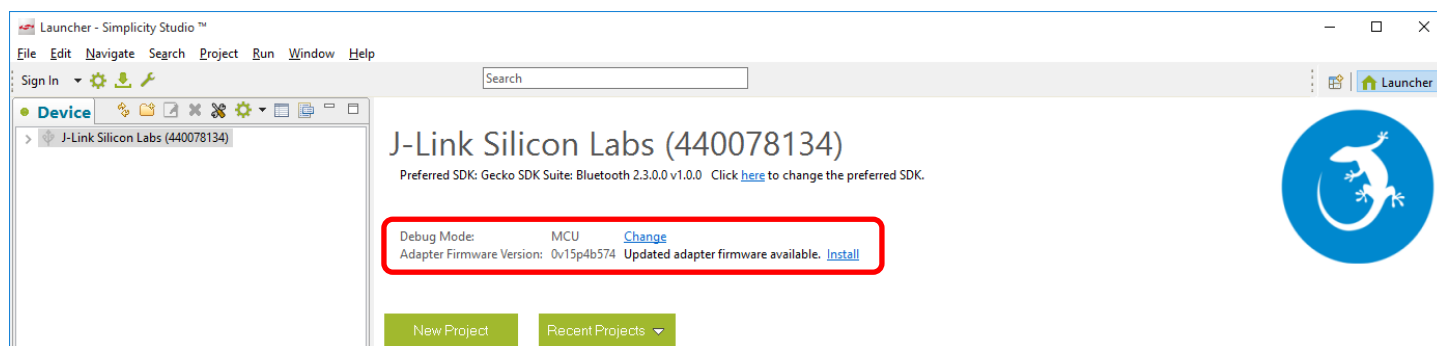 Launcher - Simplicity Studio ™
File Edit Navigate Search Project Run Window Help
Sign In Search Launcher
Device
J-Link Silicon Labs (440078134)
J-Link Silicon Labs (440078134)
Preferred SDK: Gecko SDK Suite: Bluetooth 2.3.0.0 v1.0.0 Click here to change the preferred SDK.
Debug Mode: MCU Change
Adapter Firmware Version: 0v15p4b574 Updated adapter firmware available. Install
New Project Recent Projects